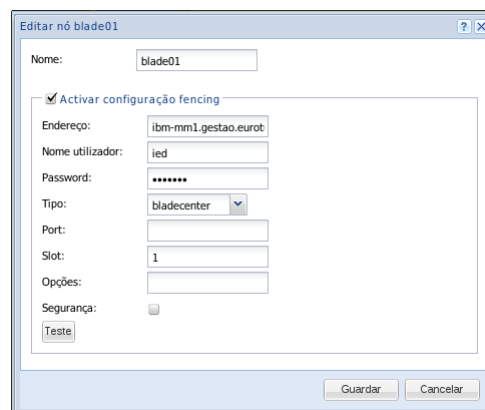 Editar nó blade01
Nome: blade01
Activar configuração fencing
Endereço: ibm-mm1.gestao.eurot
Nome utilizador: ied
Password: •••••••
Tipo: bladecenter
Port:
Slot: 1
Opções:
Segurança:
Teste
Guardar Cancelar